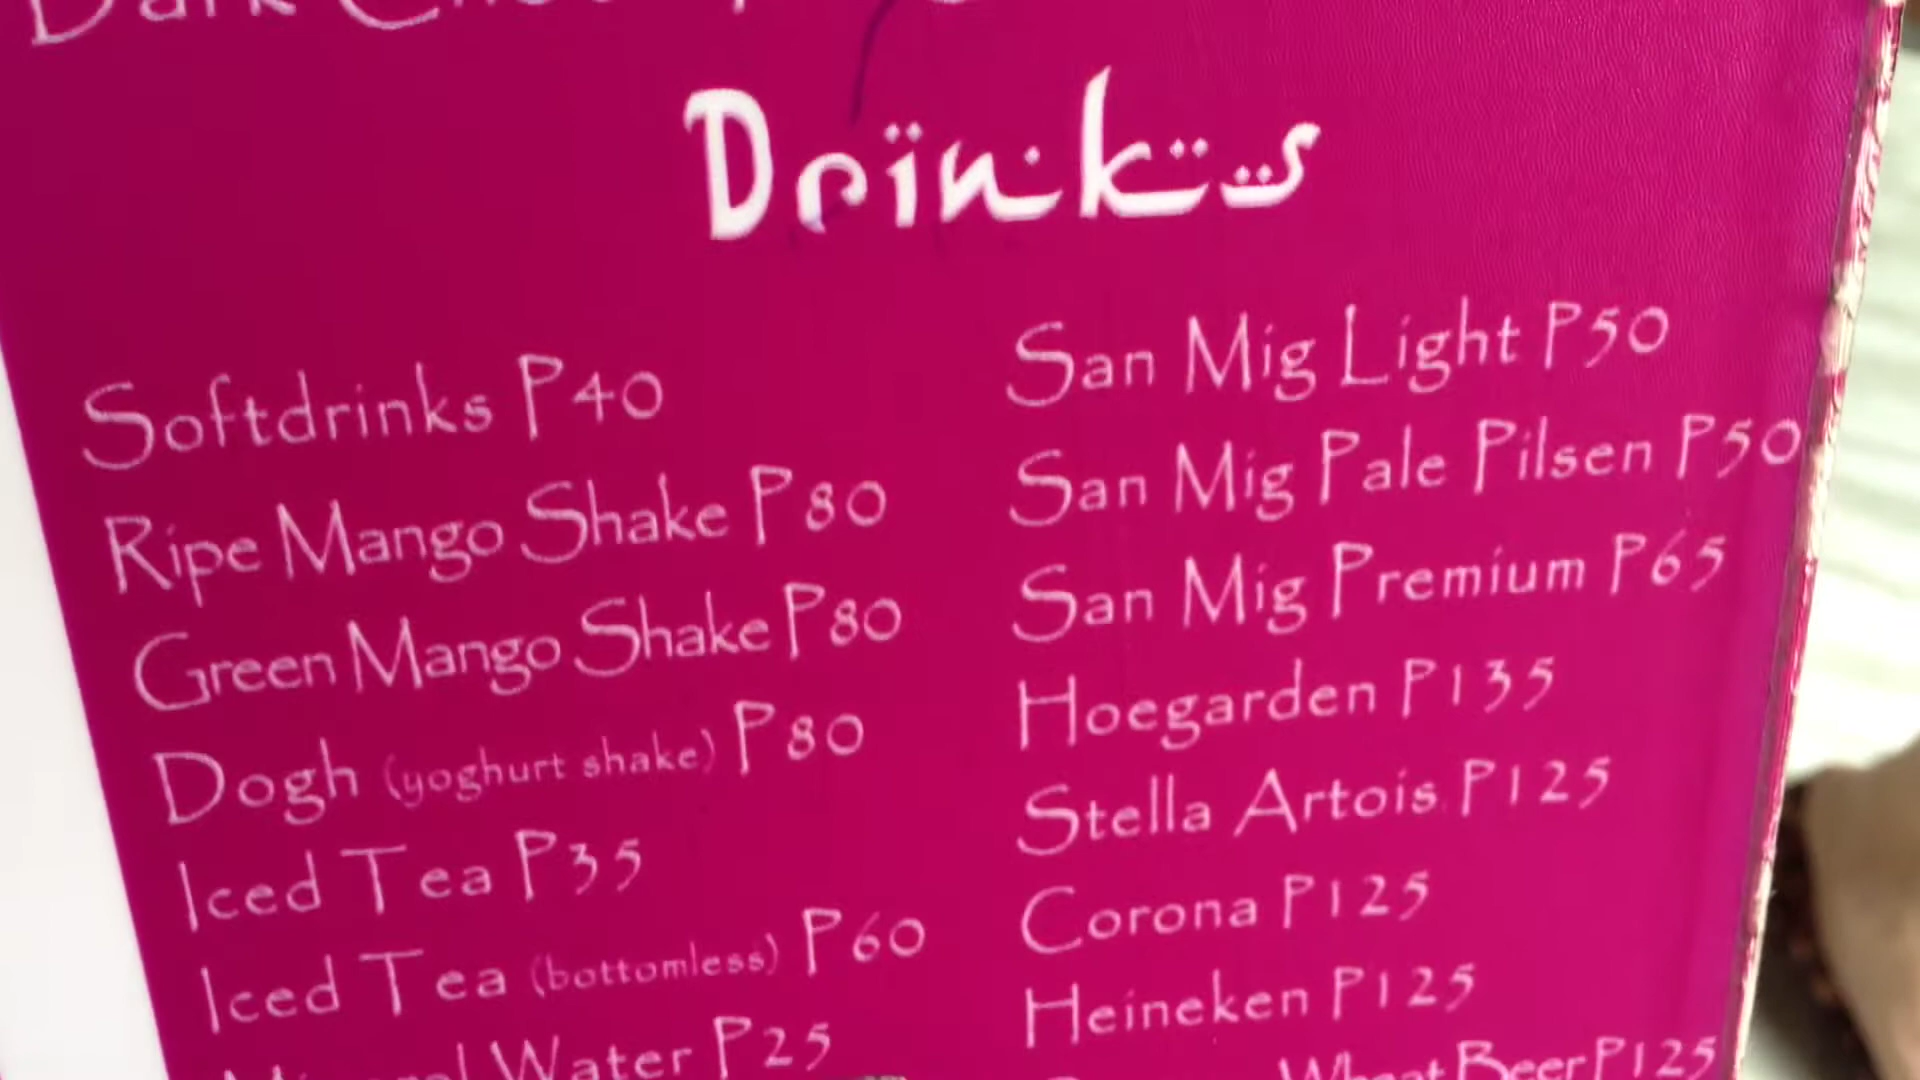 Dark
Drinks
Softdrinks P40
Ripe Mango Shake P80
Green Mango Shake P80
Dogh (yoghurt shake) P80
Iced Tea P35
Iced Tea (bottomless) P60
Water P25
San Mig Light P50
San Mig Pale Pilsen P50
San Mig Premium P65
Hoegarden P135
Stella Artois P125
Corona P125
Heineken P125
Wheat Beer P125